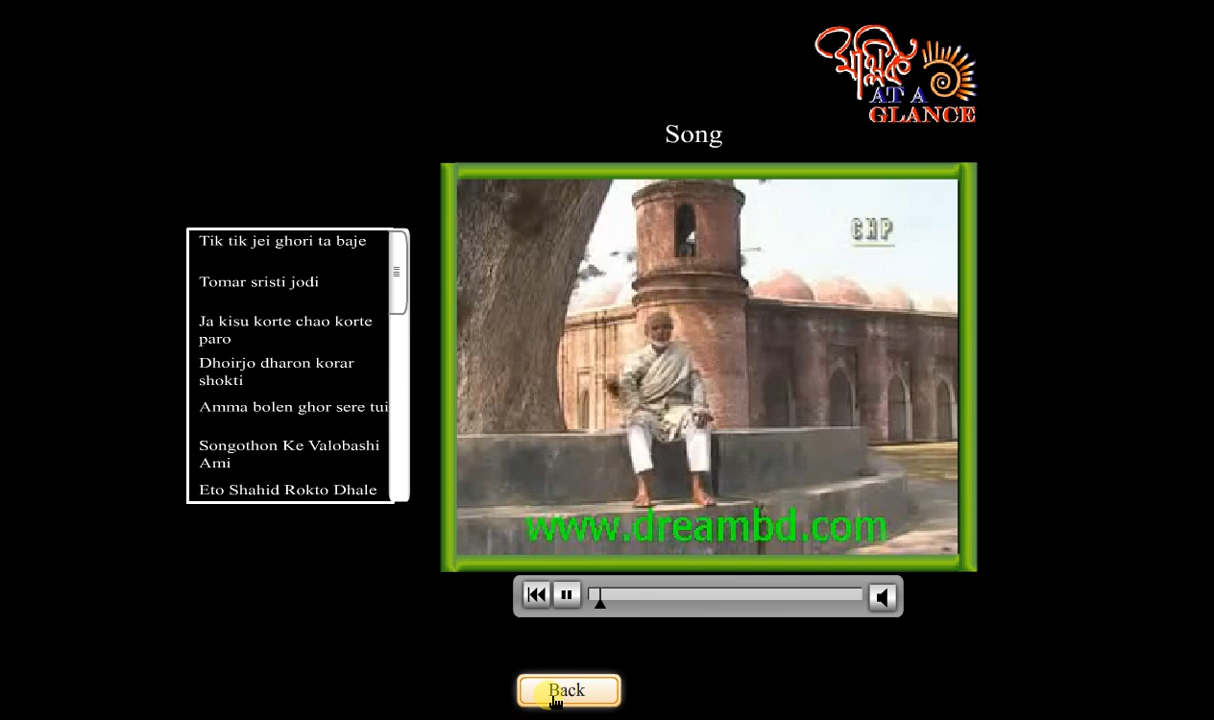 মল্লিক
AT A
GLANCE
Song
CHP
Tik tik jei ghori ta baje
Tomar sristi jodi
Ja kisu korte chao korte
paro
Dhoirjo dharon korar
shokti
Amma bolen ghor sere tui
Songothon Ke Valobashi
Ami
Eto Shahid Rokto Dhale
www.dreambd.com
Back